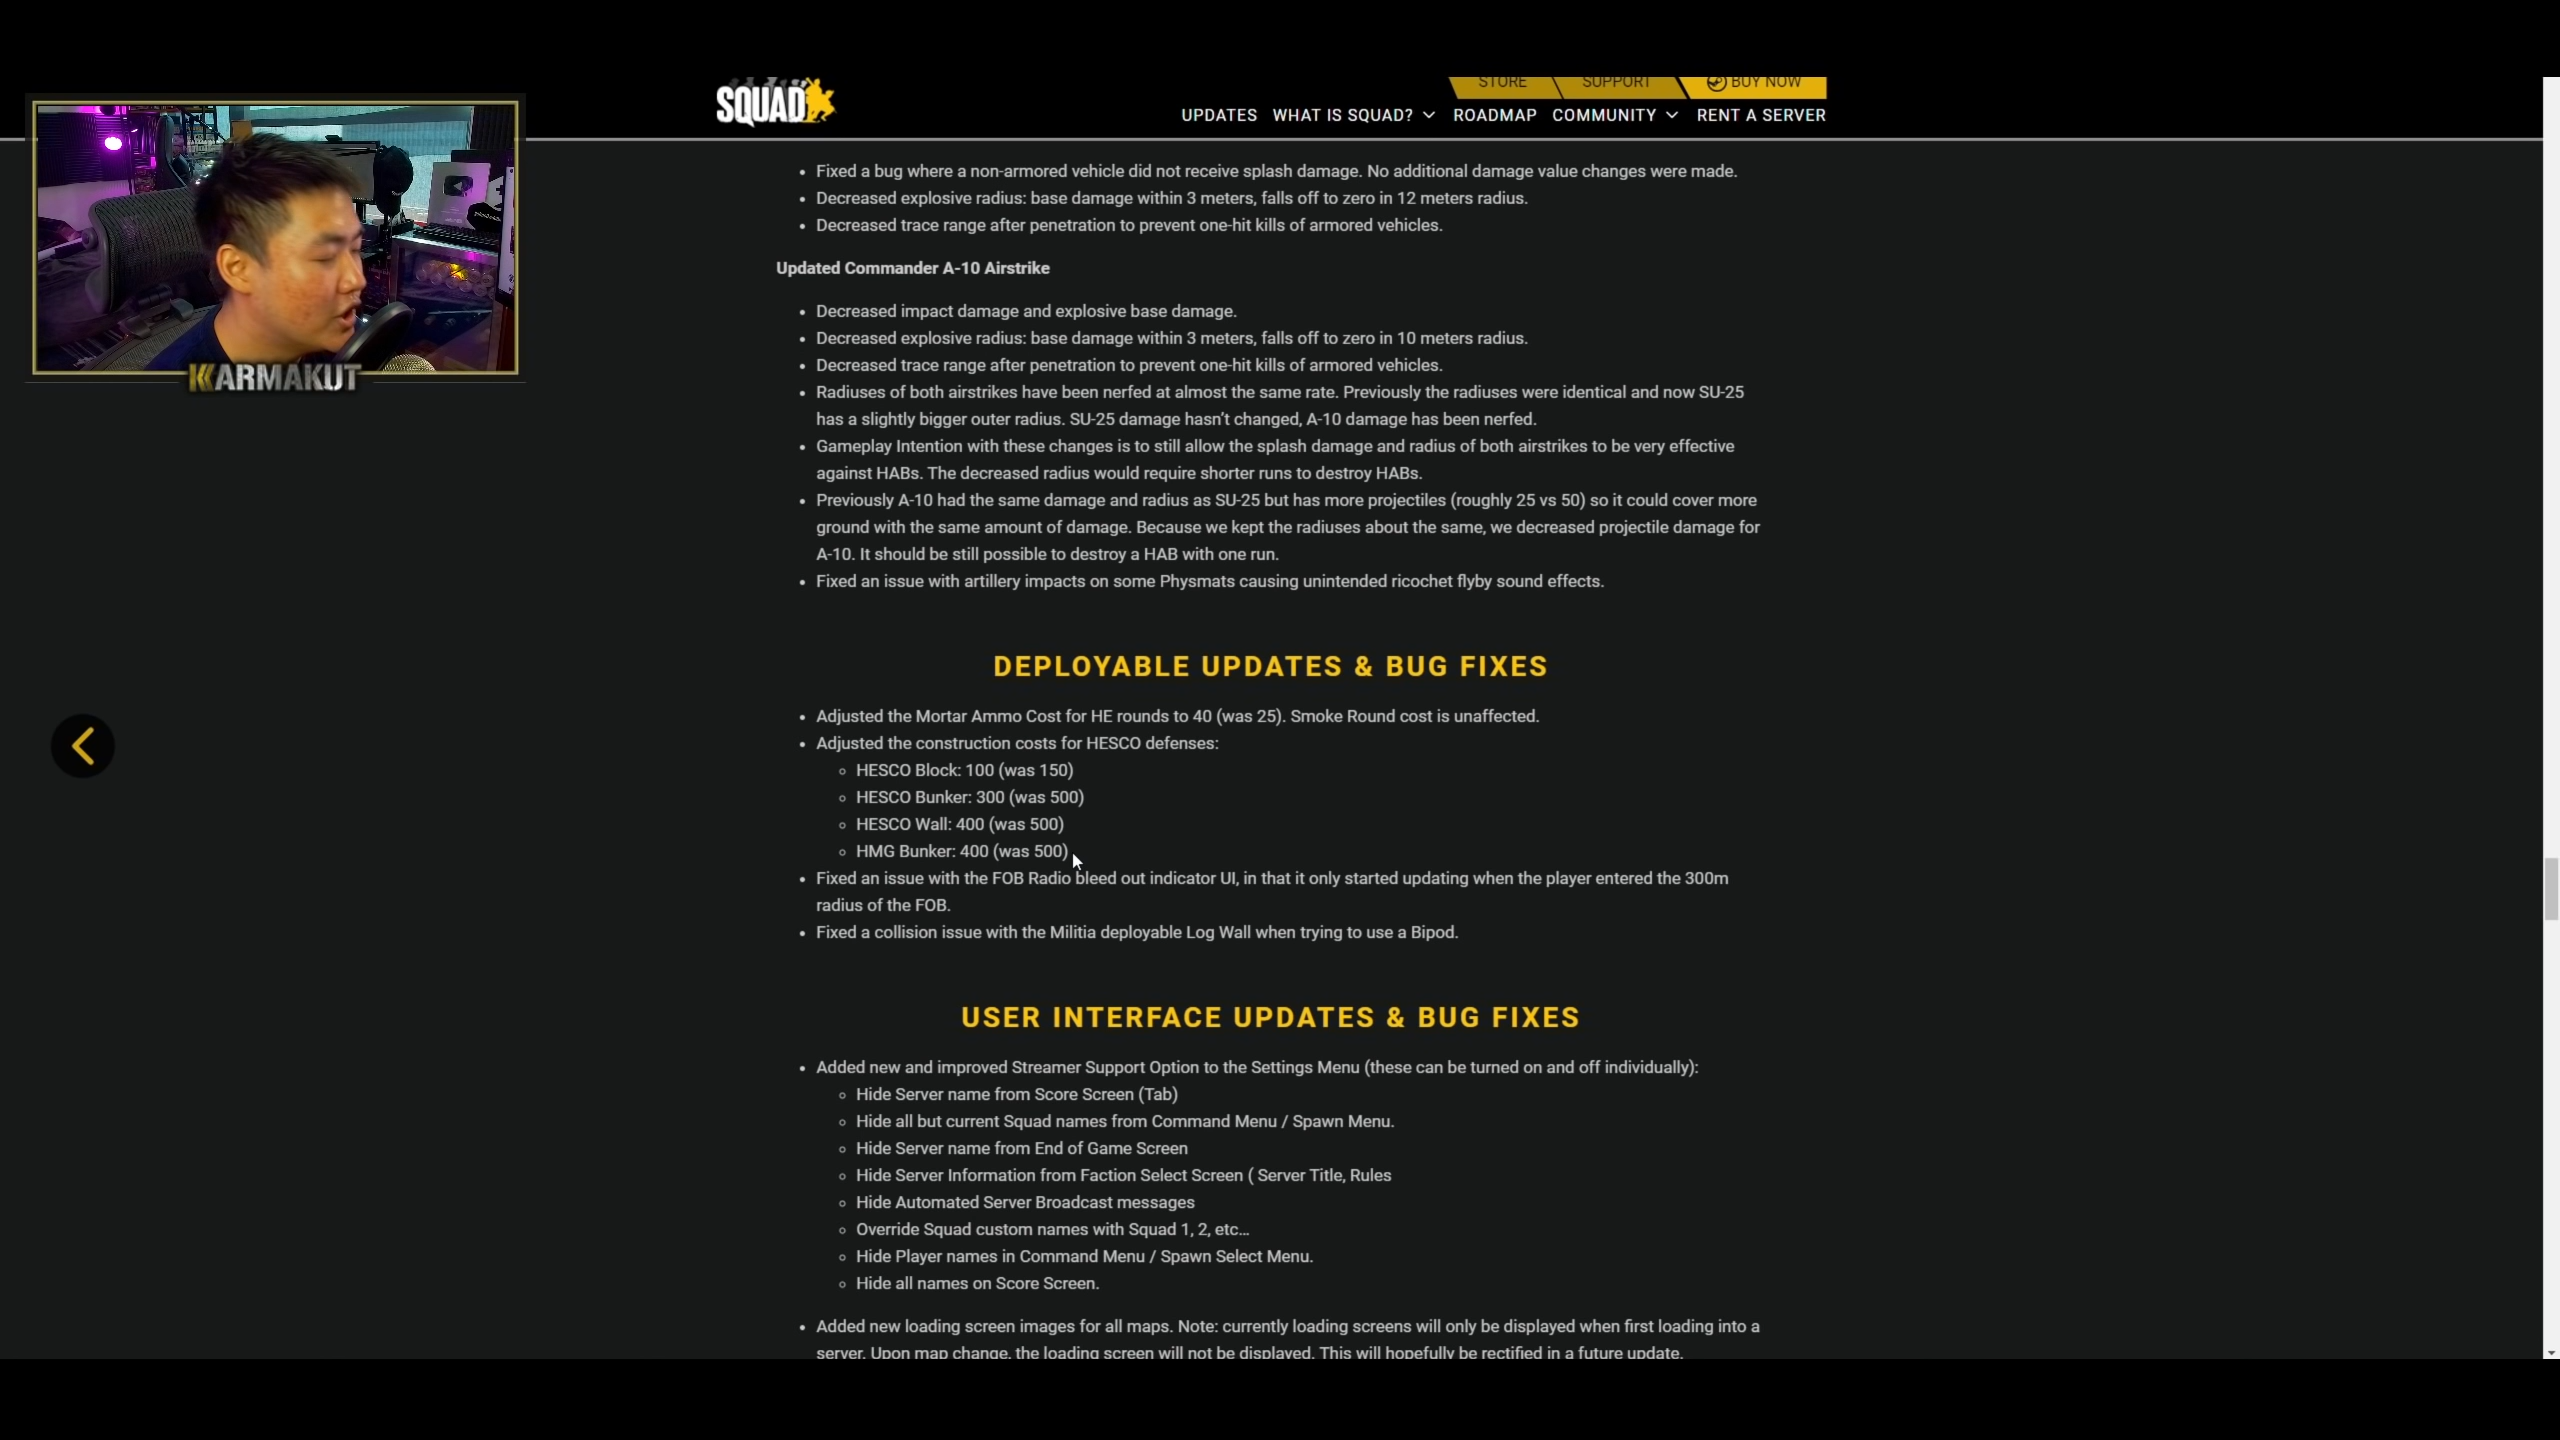 SQUAD
STORE
SUPPORT
BUY NOW
UPDATES
WHAT IS SQUAD?
ROADMAP
COMMUNITY
RENT A SERVER
KARMAKUT
• Fixed a bug where a non-armored vehicle did not receive splash damage. No additional damage value changes were made.
• Decreased explosive radius: base damage within 3 meters, falls off to zero in 12 meters radius.
• Decreased trace range after penetration to prevent one-hit kills of armored vehicles.
Updated Commander A-10 Airstrike
• Decreased impact damage and explosive base damage.
• Decreased explosive radius: base damage within 3 meters, falls off to zero in 10 meters radius.
• Decreased trace range after penetration to prevent one-hit kills of armored vehicles.
• Radiuses of both airstrikes have been nerfed at almost the same rate. Previously the radiuses were identical and now SU-25
has a slightly bigger outer radius. SU-25 damage hasn't changed, A-10 damage has been nerfed.
• Gameplay Intention with these changes is to still allow the splash damage and radius of both airstrikes to be very effective
against HABs. The decreased radius would require shorter runs to destroy HABs.
• Previously A-10 had the same damage and radius as SU-25 but has more projectiles (roughly 25 vs 50) so it could cover more
ground with the same amount of damage. Because we kept the radiuses about the same, we decreased projectile damage for
A-10. It should be still possible to destroy a HAB with one run.
• Fixed an issue with artillery impacts on some Physmats causing unintended ricochet flyby sound effects.
DEPLOYABLE UPDATES & BUG FIXES
• Adjusted the Mortar Ammo Cost for HE rounds to 40 (was 25). Smoke Round cost is unaffected.
• Adjusted the construction costs for HESCO defenses:
◦ HESCO Block: 100 (was 150)
◦ HESCO Bunker: 300 (was 500)
◦ HESCO Wall: 400 (was 500)
◦ HMG Bunker: 400 (was 500)
• Fixed an issue with the FOB Radio bleed out indicator UI, in that it only started updating when the player entered the 300m
radius of the FOB.
• Fixed a collision issue with the Militia deployable Log Wall when trying to use a Bipod.
USER INTERFACE UPDATES & BUG FIXES
• Added new and improved Streamer Support Option to the Settings Menu (these can be turned on and off individually):
◦ Hide Server name from Score Screen (Tab)
◦ Hide all but current Squad names from Command Menu / Spawn Menu.
◦ Hide Server name from End of Game Screen
◦ Hide Server Information from Faction Select Screen ( Server Title, Rules
◦ Hide Automated Server Broadcast messages
◦ Override Squad custom names with Squad 1, 2, etc…
◦ Hide Player names in Command Menu / Spawn Select Menu.
◦ Hide all names on Score Screen.
• Added new loading screen images for all maps. Note: currently loading screens will only be displayed when first loading into a
server. Upon map change, the loading screen will not be displayed. This will hopefully be rectified in a future update.